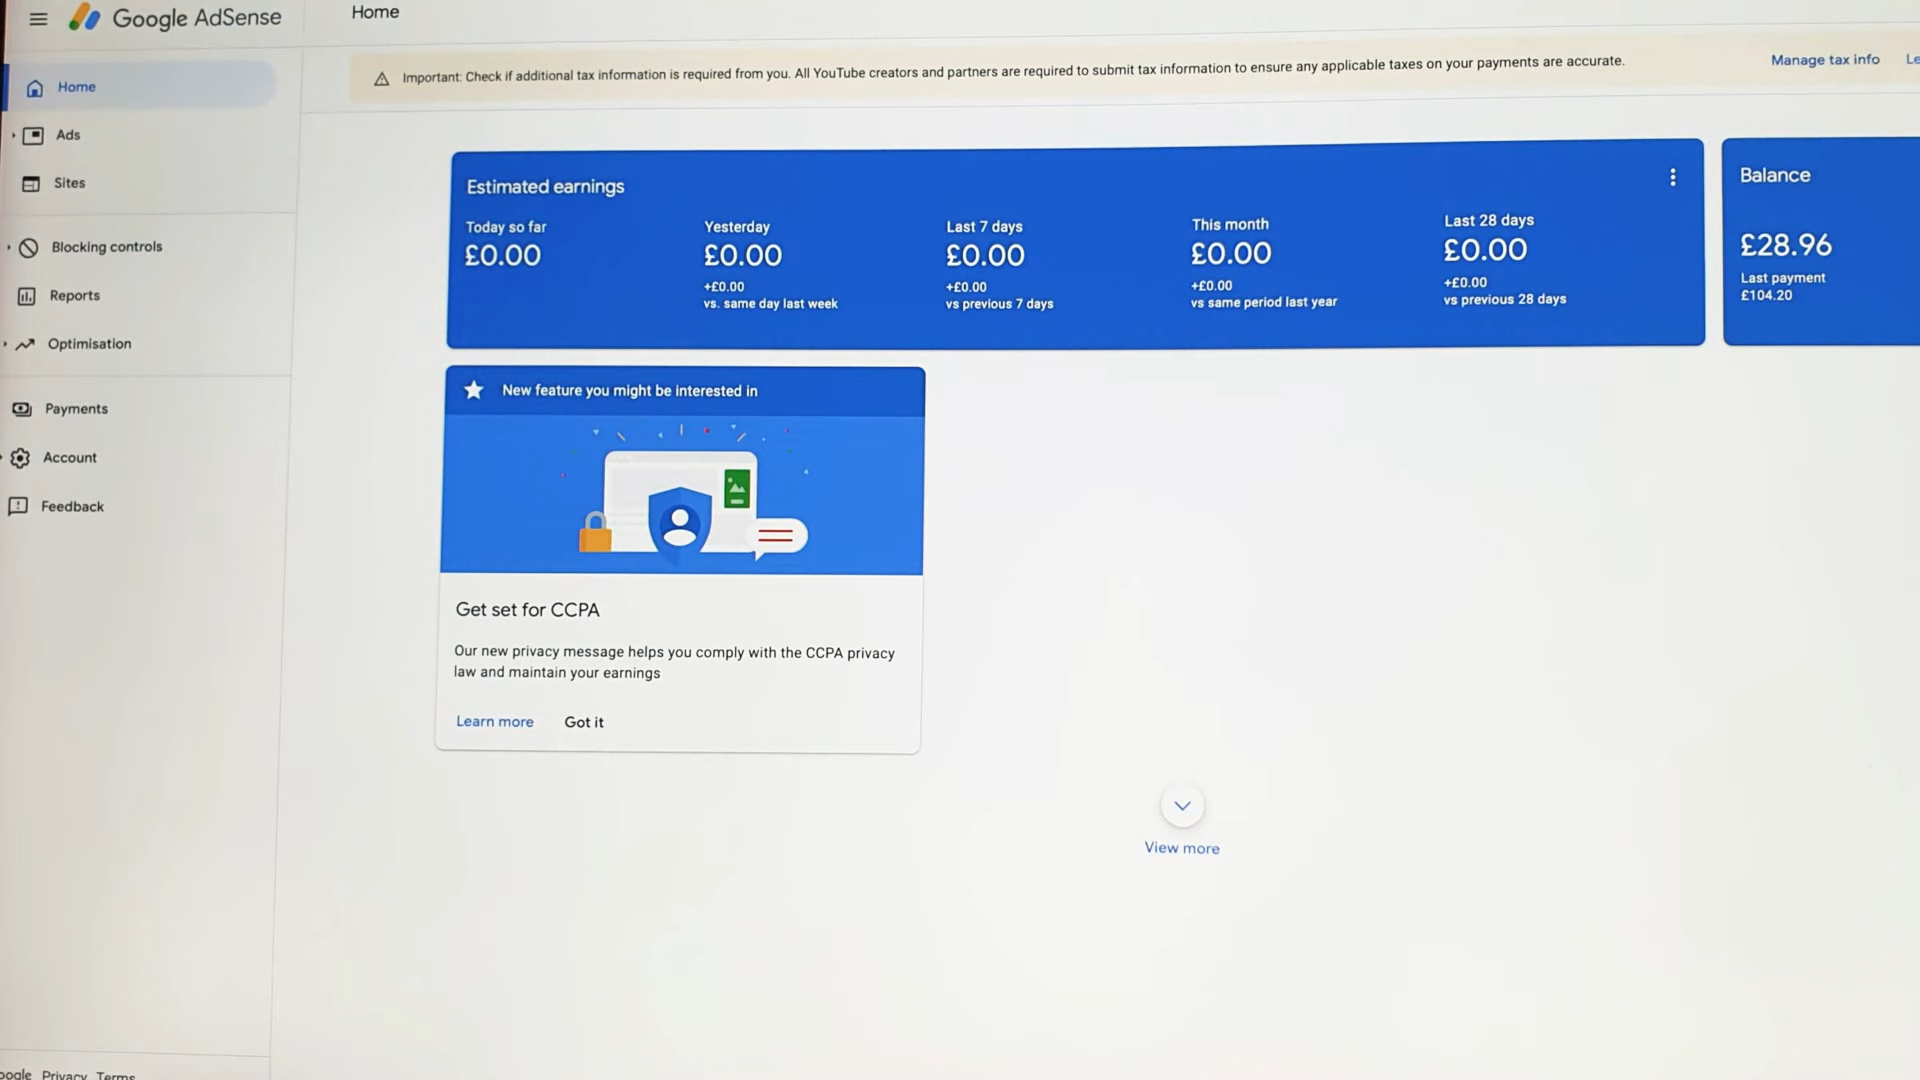 Google AdSense
Home
Important: Check if additional tax information is required from you. All YouTube creators and partners are required to submit tax information to ensure any applicable taxes on your payments are accurate.
Manage tax info
Home
Ads
Sites
Blocking controls
Reports
Optimisation
Payments
Account
Feedback
Estimated earnings
Today so far
£0.00
Yesterday
£0.00
+£0.00
vs. same day last week
Last 7 days
£0.00
+£0.00
vs previous 7 days
This month
£0.00
+£0.00
vs same period last year
Last 28 days
£0.00
+£0.00
vs previous 28 days
Balance
£28.96
Last payment
£104.20
New feature you might be interested in
Get set for CCPA
Our new privacy message helps you comply with the CCPA privacy
law and maintain your earnings
Learn more
Got it
View more
Privacy Terms